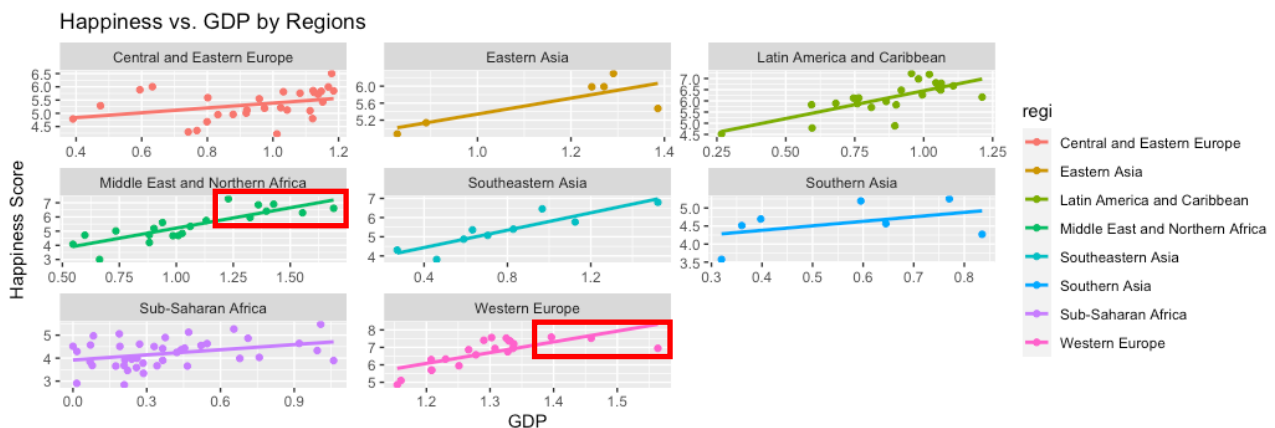 Happiness vs. GDP by Regions
Central and Eastern Europe
Eastern Asia
Latin America and Caribbean
6.5
6.0
5.5
5.0
4.5
0.4 0.6 0.8 1.0 1.2
6.0
5.6
5.2
1.0 1.2 1.4
7.0
6.5
6.0
5.5
5.0
4.5
0.25 0.50 0.75 1.00 1.25
Happiness Score
Middle East and Northern Africa
Southeastern Asia
Southern Asia
7
6
5
4
3
0.50 0.75 1.00 1.25 1.50
7
6
5
4
0.4 0.8 1.2
5.0
4.5
4.0
3.5
0.3 0.4 0.5 0.6 0.7 0.8
Sub-Saharan Africa
Western Europe
5
4
3
0.0 0.3 0.6 0.9
8
7
6
5
1.2 1.3 1.4 1.5
GDP
regi
Central and Eastern Europe
Eastern Asia
Latin America and Caribbean
Middle East and Northern Africa
Southeastern Asia
Southern Asia
Sub-Saharan Africa
Western Europe